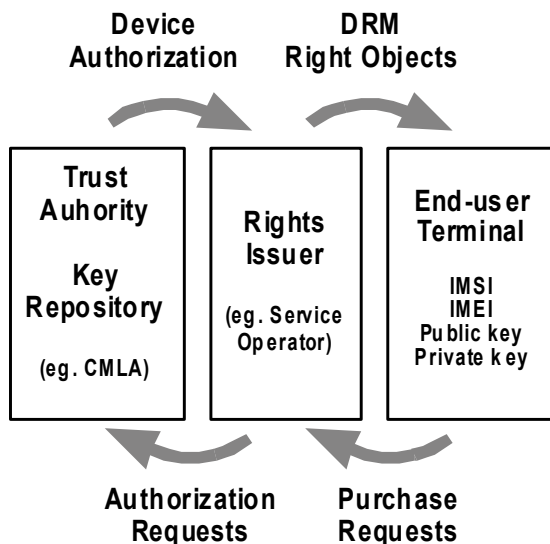 Device
Authorization
DRM
Right Objects
Trust
Auhority
Key
Repository
(eg. CMLA)
Rights
Issuer
(eg. Service
Operator)
End-user
Terminal
IMSI
IMEI
Public key
Private key
Authorization
Requests
Purchase
Requests